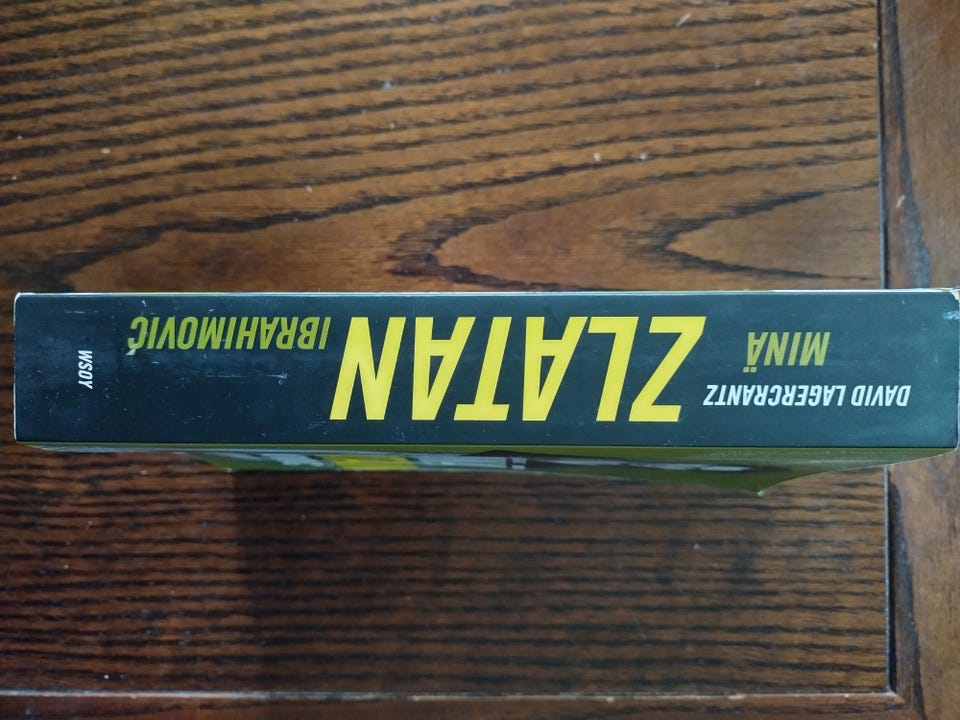 DAVID LAGERCRANTZ
MINÄ
ZLATAN
IBRAHIMOVIĆ
WSOY